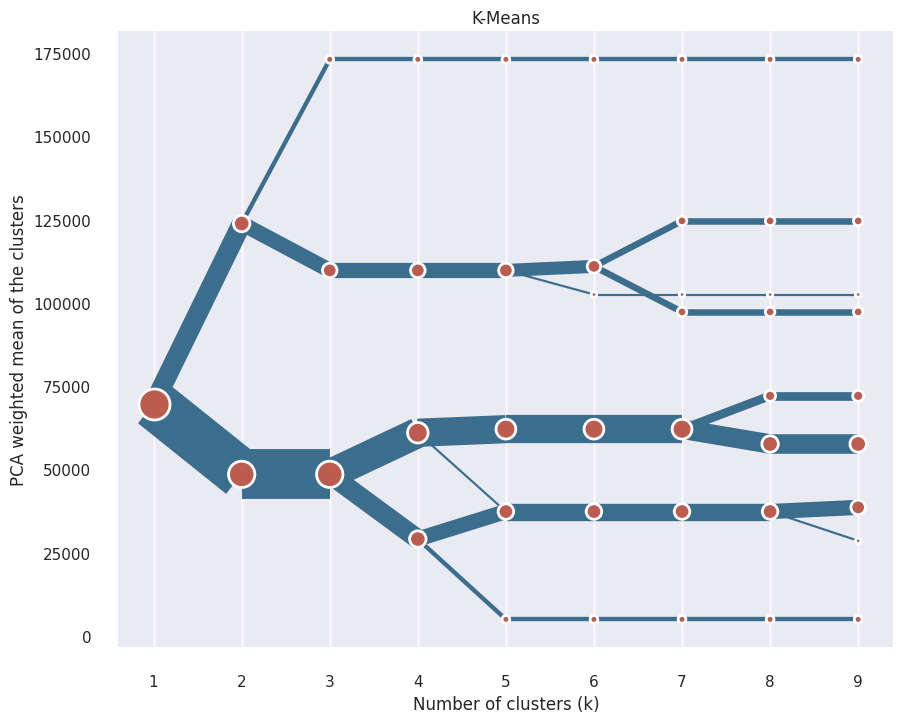 K-Means
PCA weighted mean of the clusters
175000
150000
125000
100000
75000
50000
25000
0
1 2 3 4 5 6 7 8 9
Number of clusters (k)